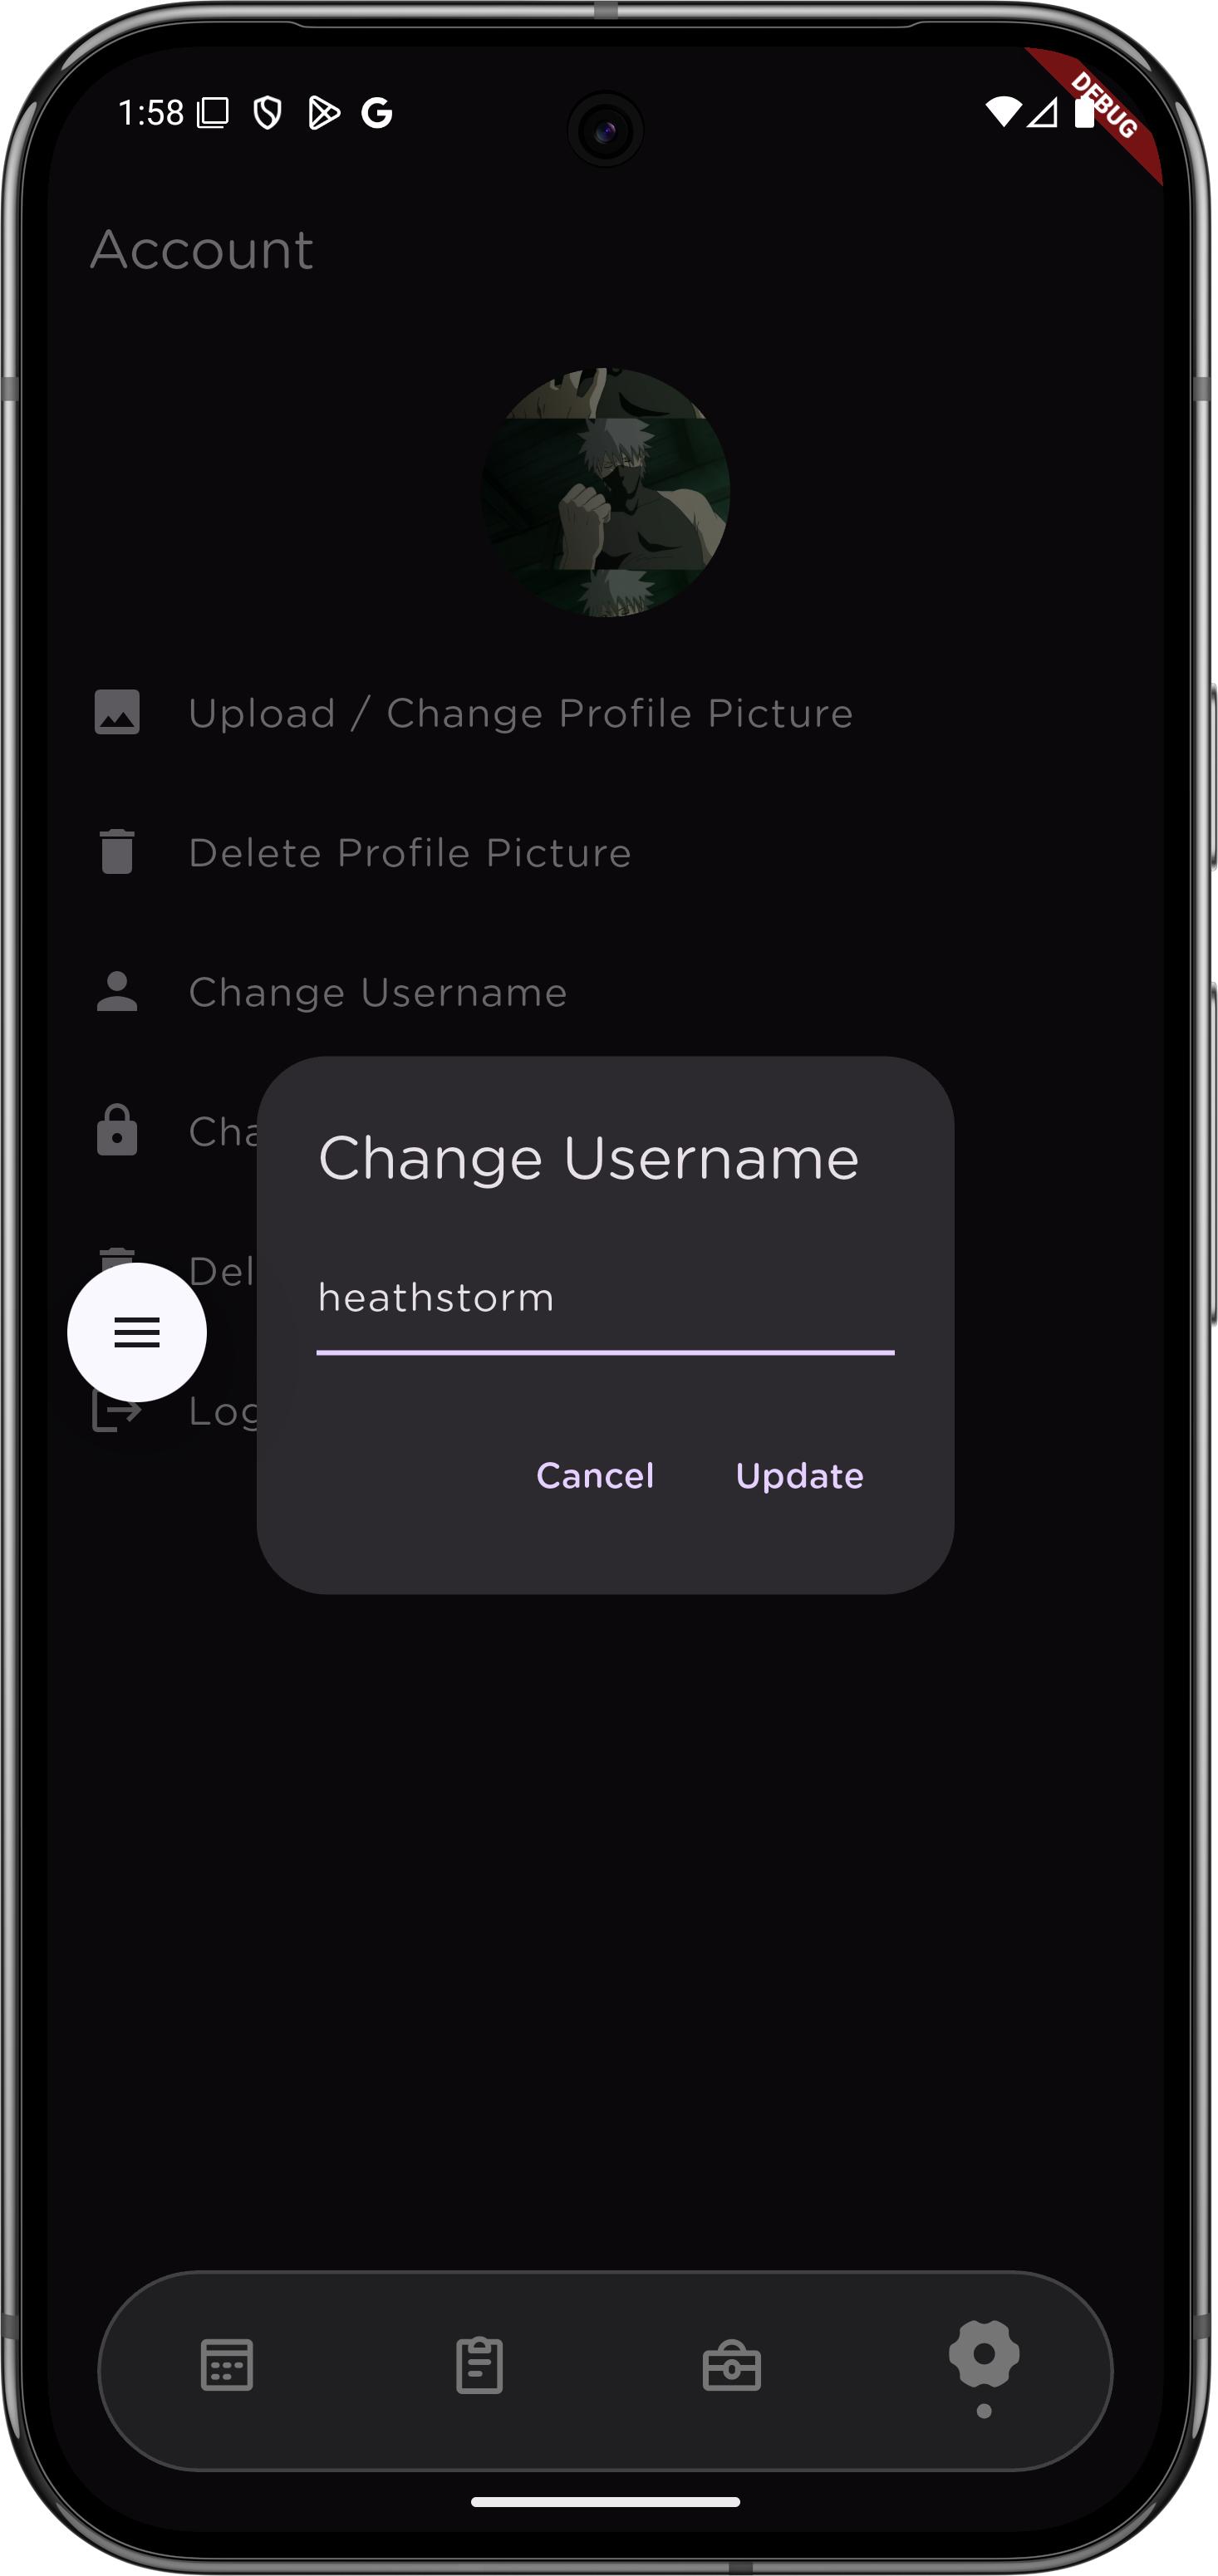 1:58
DEBUG
Account
Upload / Change Profile Picture
Delete Profile Picture
Change Username
Cha
Change Username
Del
heathstorm
Log
Cancel Update